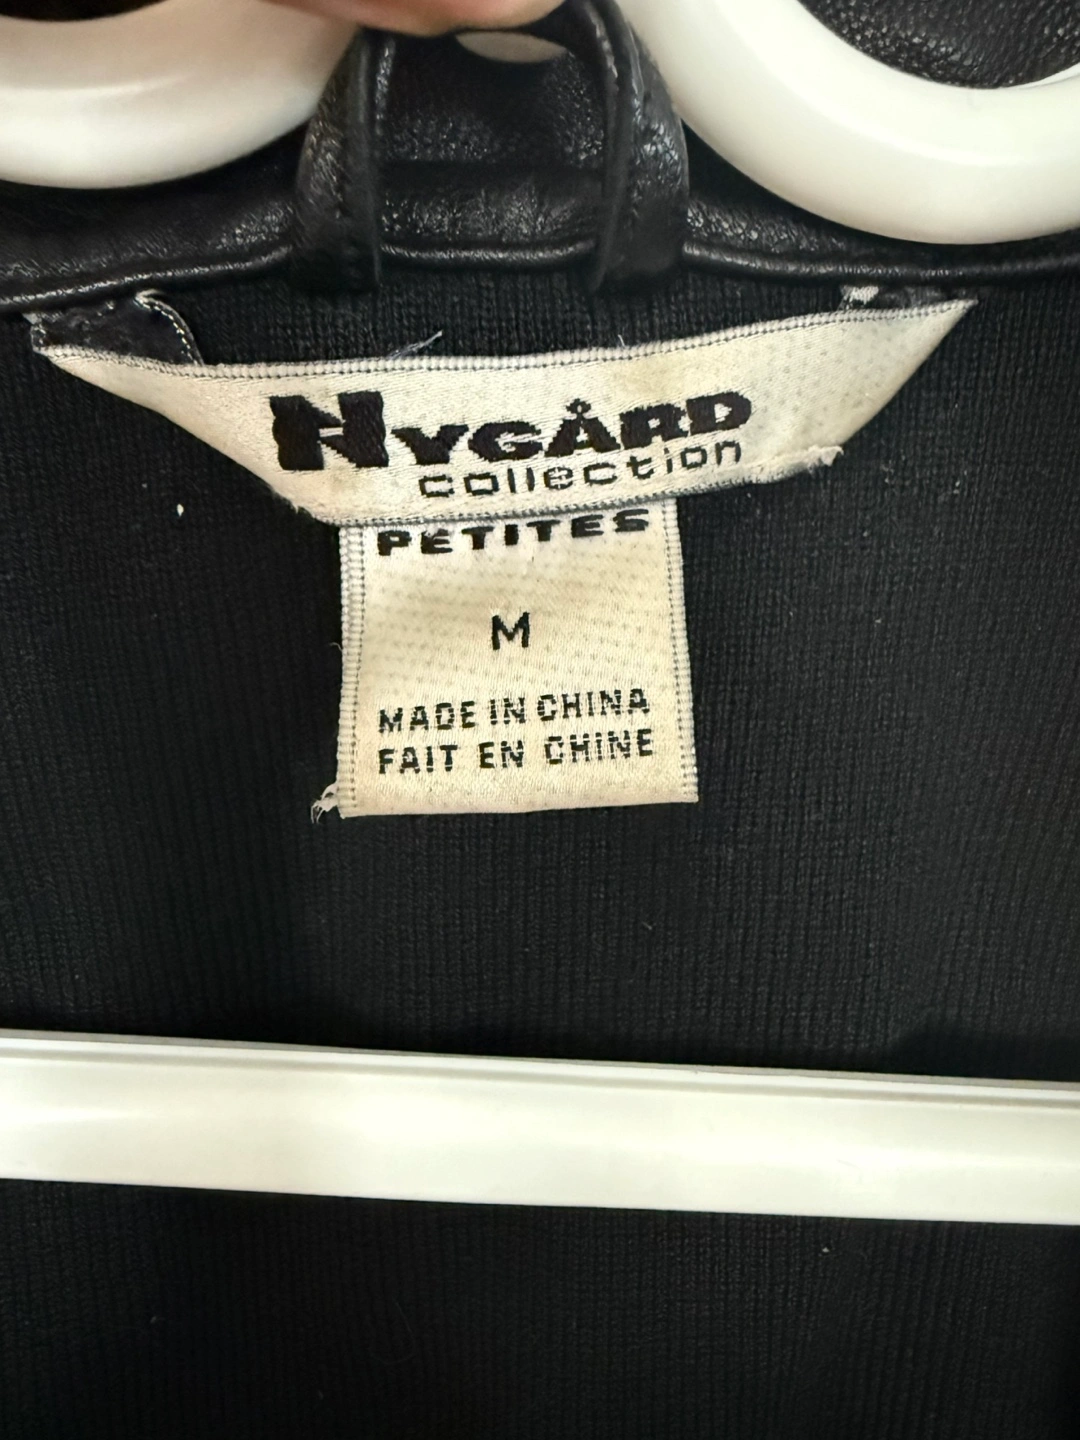 NYGÅRD
collection
PETITES
M
MADE IN CHINA
FAIT EN CHINE